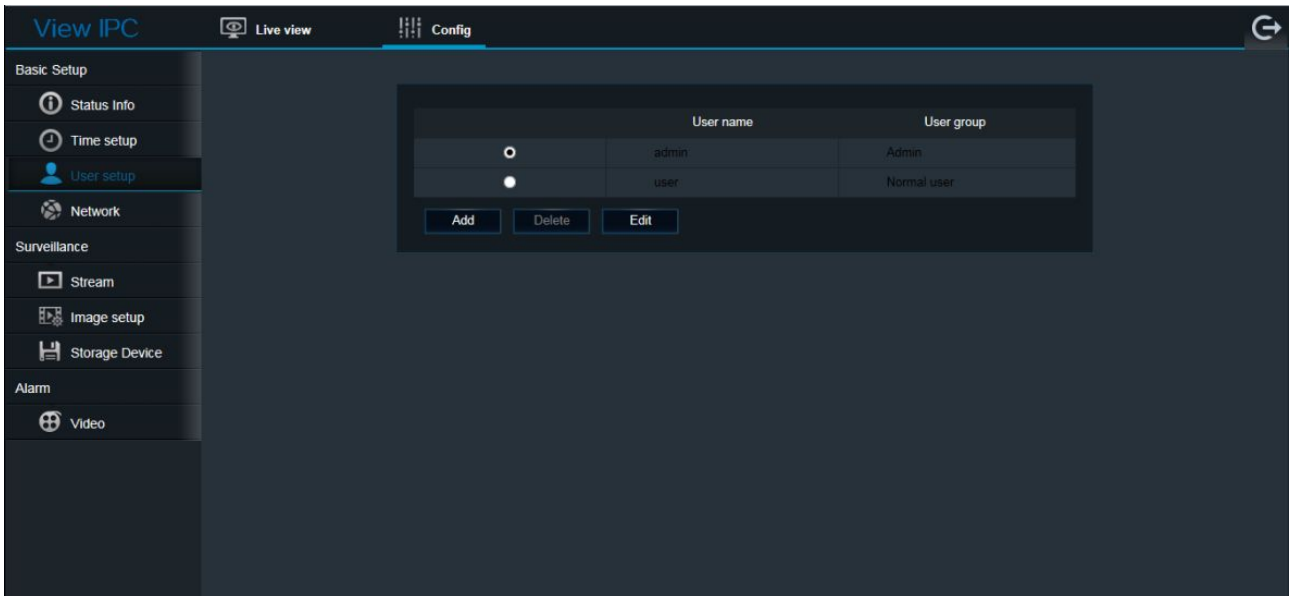 View IPC
Live view
Config
Basic Setup
Status Info
Time setup
User setup
Network
Surveillance
Stream
Image setup
Storage Device
Alarm
Video
User name User group
admin Admin
user Normal user
Add Delete Edit